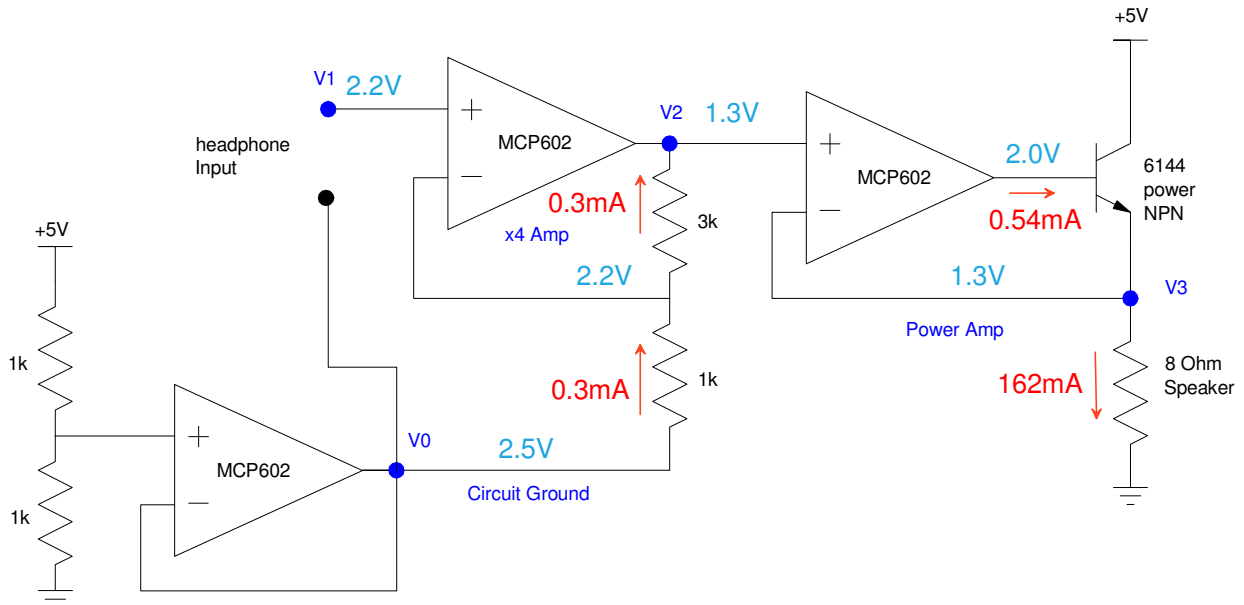 +5V
V1
2.2V
V2
1.3V
headphone
Input
+
MCP602
−
x4 Amp
0.3mA
3k
+
MCP602
−
2.0V
0.54mA
6144
power
NPN
+5V
1k
1k
2.2V
1.3V
V3
Power Amp
0.3mA
1k
162mA
8 Ohm
Speaker
+
MCP602
−
V0
2.5V
Circuit Ground